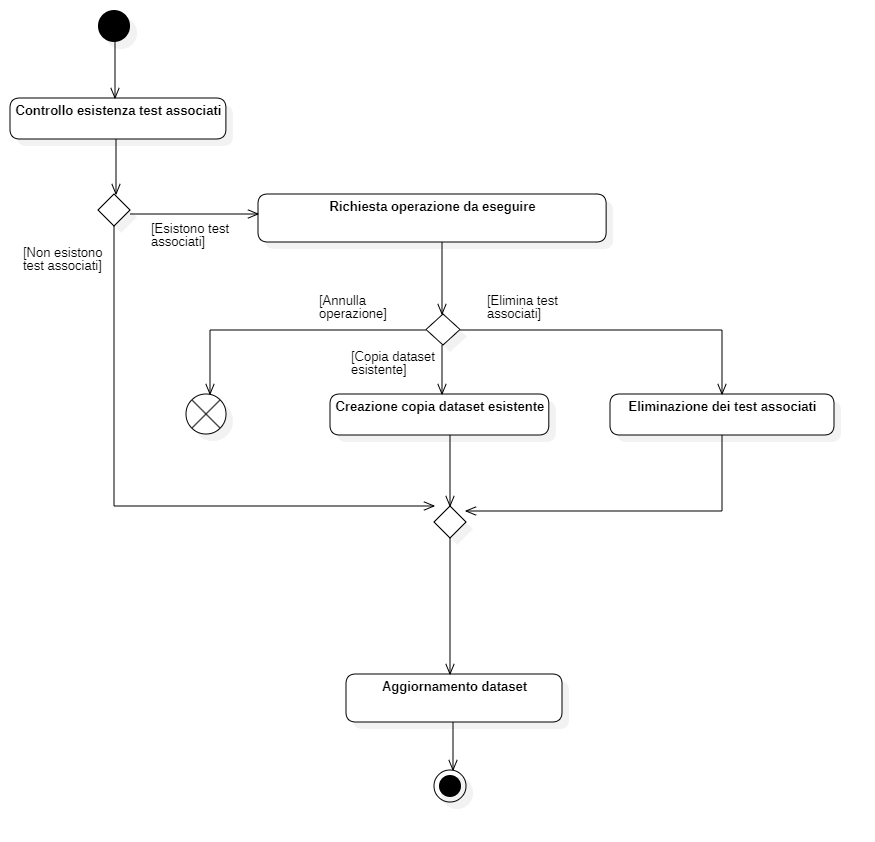 Controllo esistenza test associati
Richiesta operazione da eseguire
[Esistono test
associati]
[Non esistono
test associati]
[Annulla
operazione]
[Elimina test
associati]
[Copia dataset
esistente]
Creazione copia dataset esistente
Eliminazione dei test associati
Aggiornamento dataset